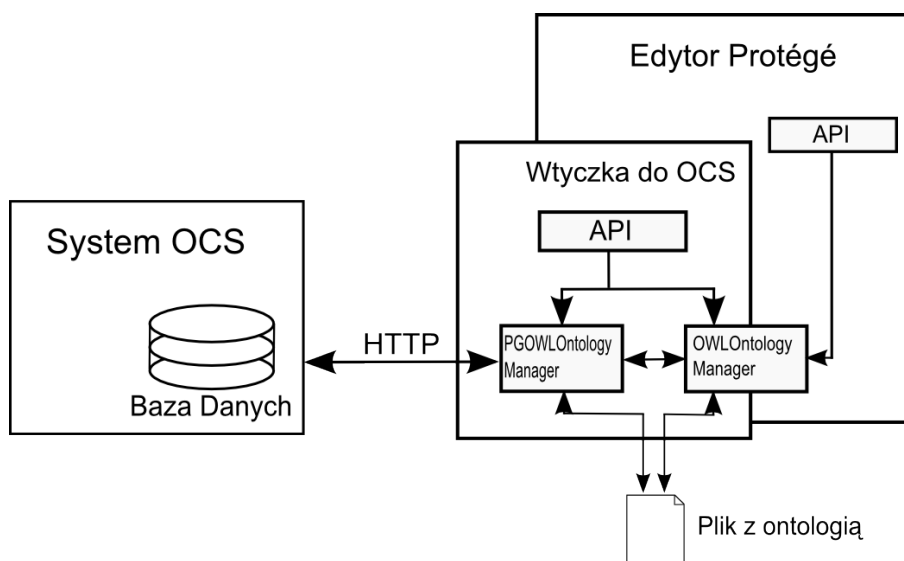 Edytor Protégé
API
Wtyczka do OCS
API
System OCS
HTTP
PGOWLOntology
Manager
OWLOntology
Manager
Baza Danych
Plik z ontologią